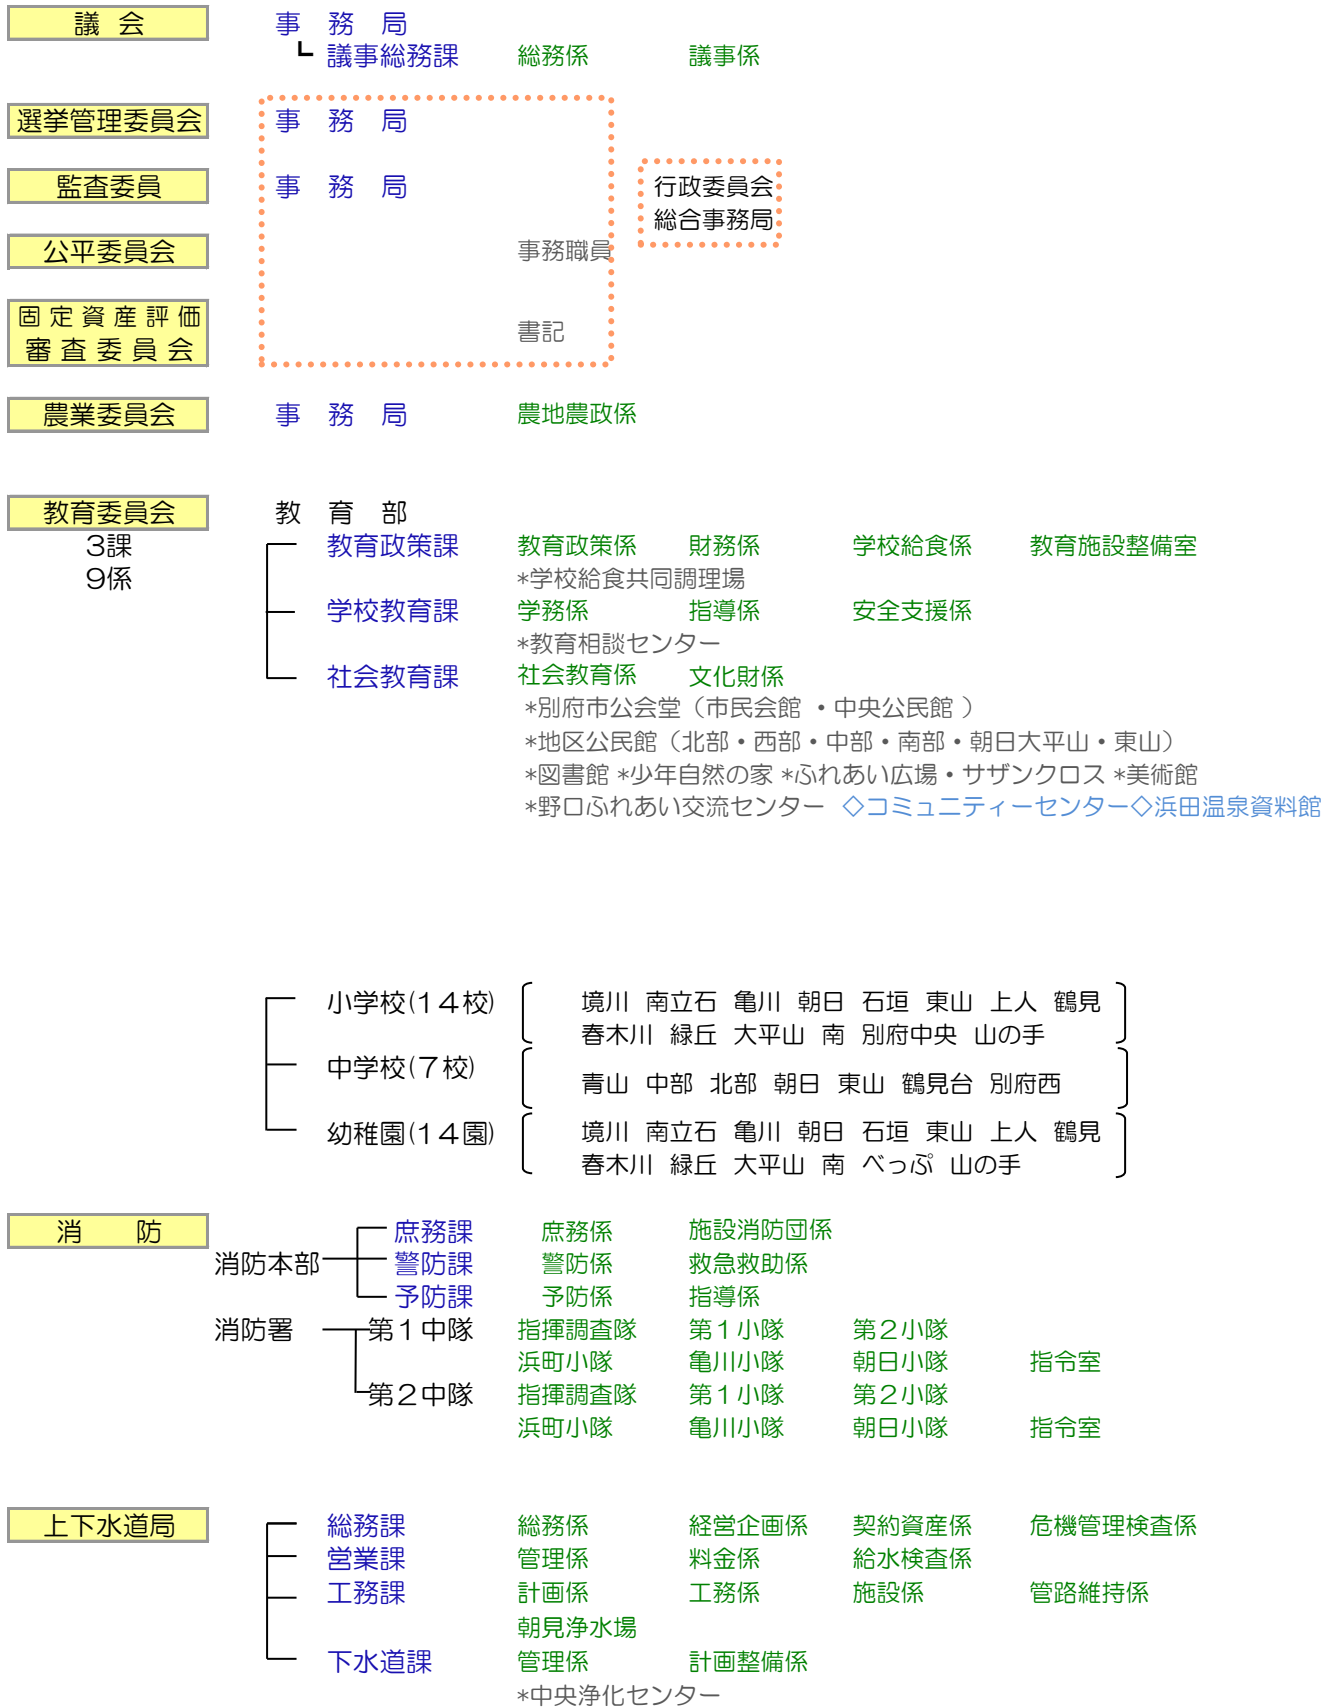 議 会 事 務 局
議事総務課 総務係 議事係
選挙管理委員会 事 務 局
監査委員 事 務 局 行政委員会
総合事務局
公平委員会 事務職員
固定資産評価
審査委員会 書記
農業委員会 事 務 局 農地農政係
教育委員会 教 育 部
3課 教育政策課 教育政策係 財務係 学校給食係 教育施設整備室
9係 *学校給食共同調理場
学校教育課 学務係 指導係 安全支援係
*教育相談センター
社会教育課 社会教育係 文化財係
*別府市公会堂（市民会館 ・中央公民館 ）
*地区公民館（北部・西部・中部・南部・朝日大平山・東山）
*図書館 *少年自然の家 *ふれあい広場・サザンクロス *美術館
*野口ふれあい交流センター ◇コミュニティーセンター◇浜田温泉資料館
小学校(14校) 境川 南立石 亀川 朝日 石垣 東山 上人 鶴見
春木川 緑丘 大平山 南 別府中央 山の手
中学校(7校) 青山 中部 北部 朝日 東山 鶴見台 別府西
幼稚園(14園) 境川 南立石 亀川 朝日 石垣 東山 上人 鶴見
春木川 緑丘 大平山 南 べっぷ 山の手
消 防 庶務課 庶務係 施設消防団係
消防本部 警防課 警防係 救急救助係
予防課 予防係 指導係
消防署 第1中隊 指揮調査隊 第1小隊 第2小隊
浜町小隊 亀川小隊 朝日小隊 指令室
第2中隊 指揮調査隊 第1小隊 第2小隊
浜町小隊 亀川小隊 朝日小隊 指令室
上下水道局 総務課 総務係 経営企画係 契約資産係 危機管理検査係
営業課 管理係 料金係 給水検査係
工務課 計画係 工務係 施設係 管路維持係
朝見浄水場
下水道課 管理係 計画整備係
*中央浄化センター